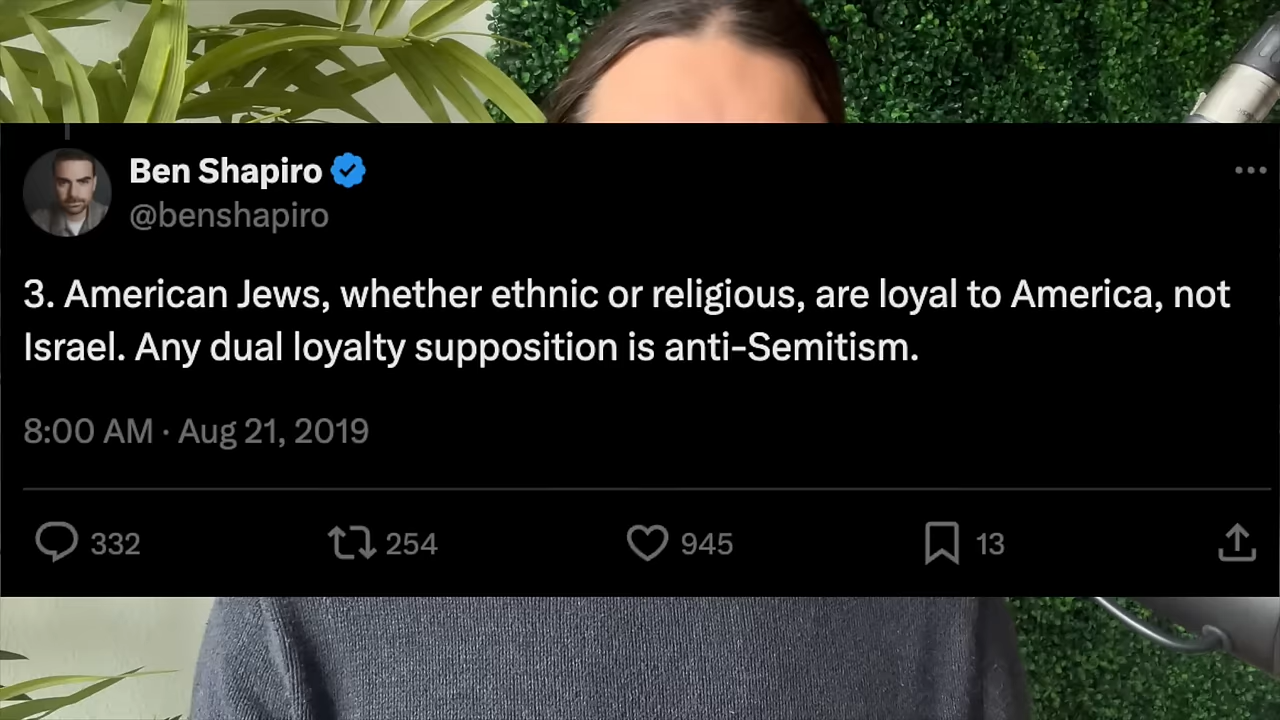 Ben Shapiro
@benshapiro
3. American Jews, whether ethnic or religious, are loyal to America, not
Israel. Any dual loyalty supposition is anti-Semitism.
8:00 AM · Aug 21, 2019
332 254 945 13